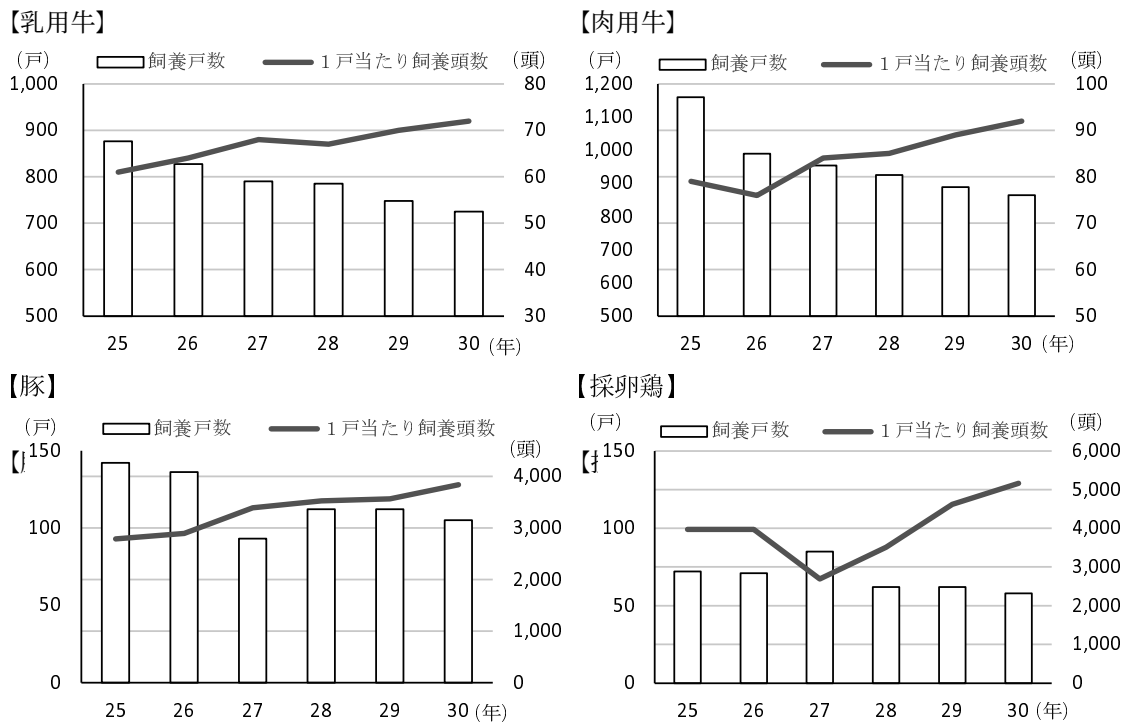 【乳用牛】
（戸）
飼養戸数
１戸当たり飼養頭数
（頭）
1,000
900
800
700
600
500
80
70
60
50
40
30
25 26 27 28 29 30 （年）
【肉用牛】
（戸）
飼養戸数
１戸当たり飼養頭数
（頭）
1,200
1,100
1,000
900
800
700
600
500
100
90
80
70
60
50
25 26 27 28 29 30 （年）
【豚】
（戸）
飼養戸数
１戸当たり飼養頭数
（頭）
150
100
50
0
4,000
3,000
2,000
1,000
0
25 26 27 28 29 30 （年）
【採卵鶏】
（戸）
飼養戸数
１戸当たり飼養頭数
（頭）
150
100
50
0
6,000
5,000
4,000
3,000
2,000
1,000
0
25 26 27 28 29 30 （年）